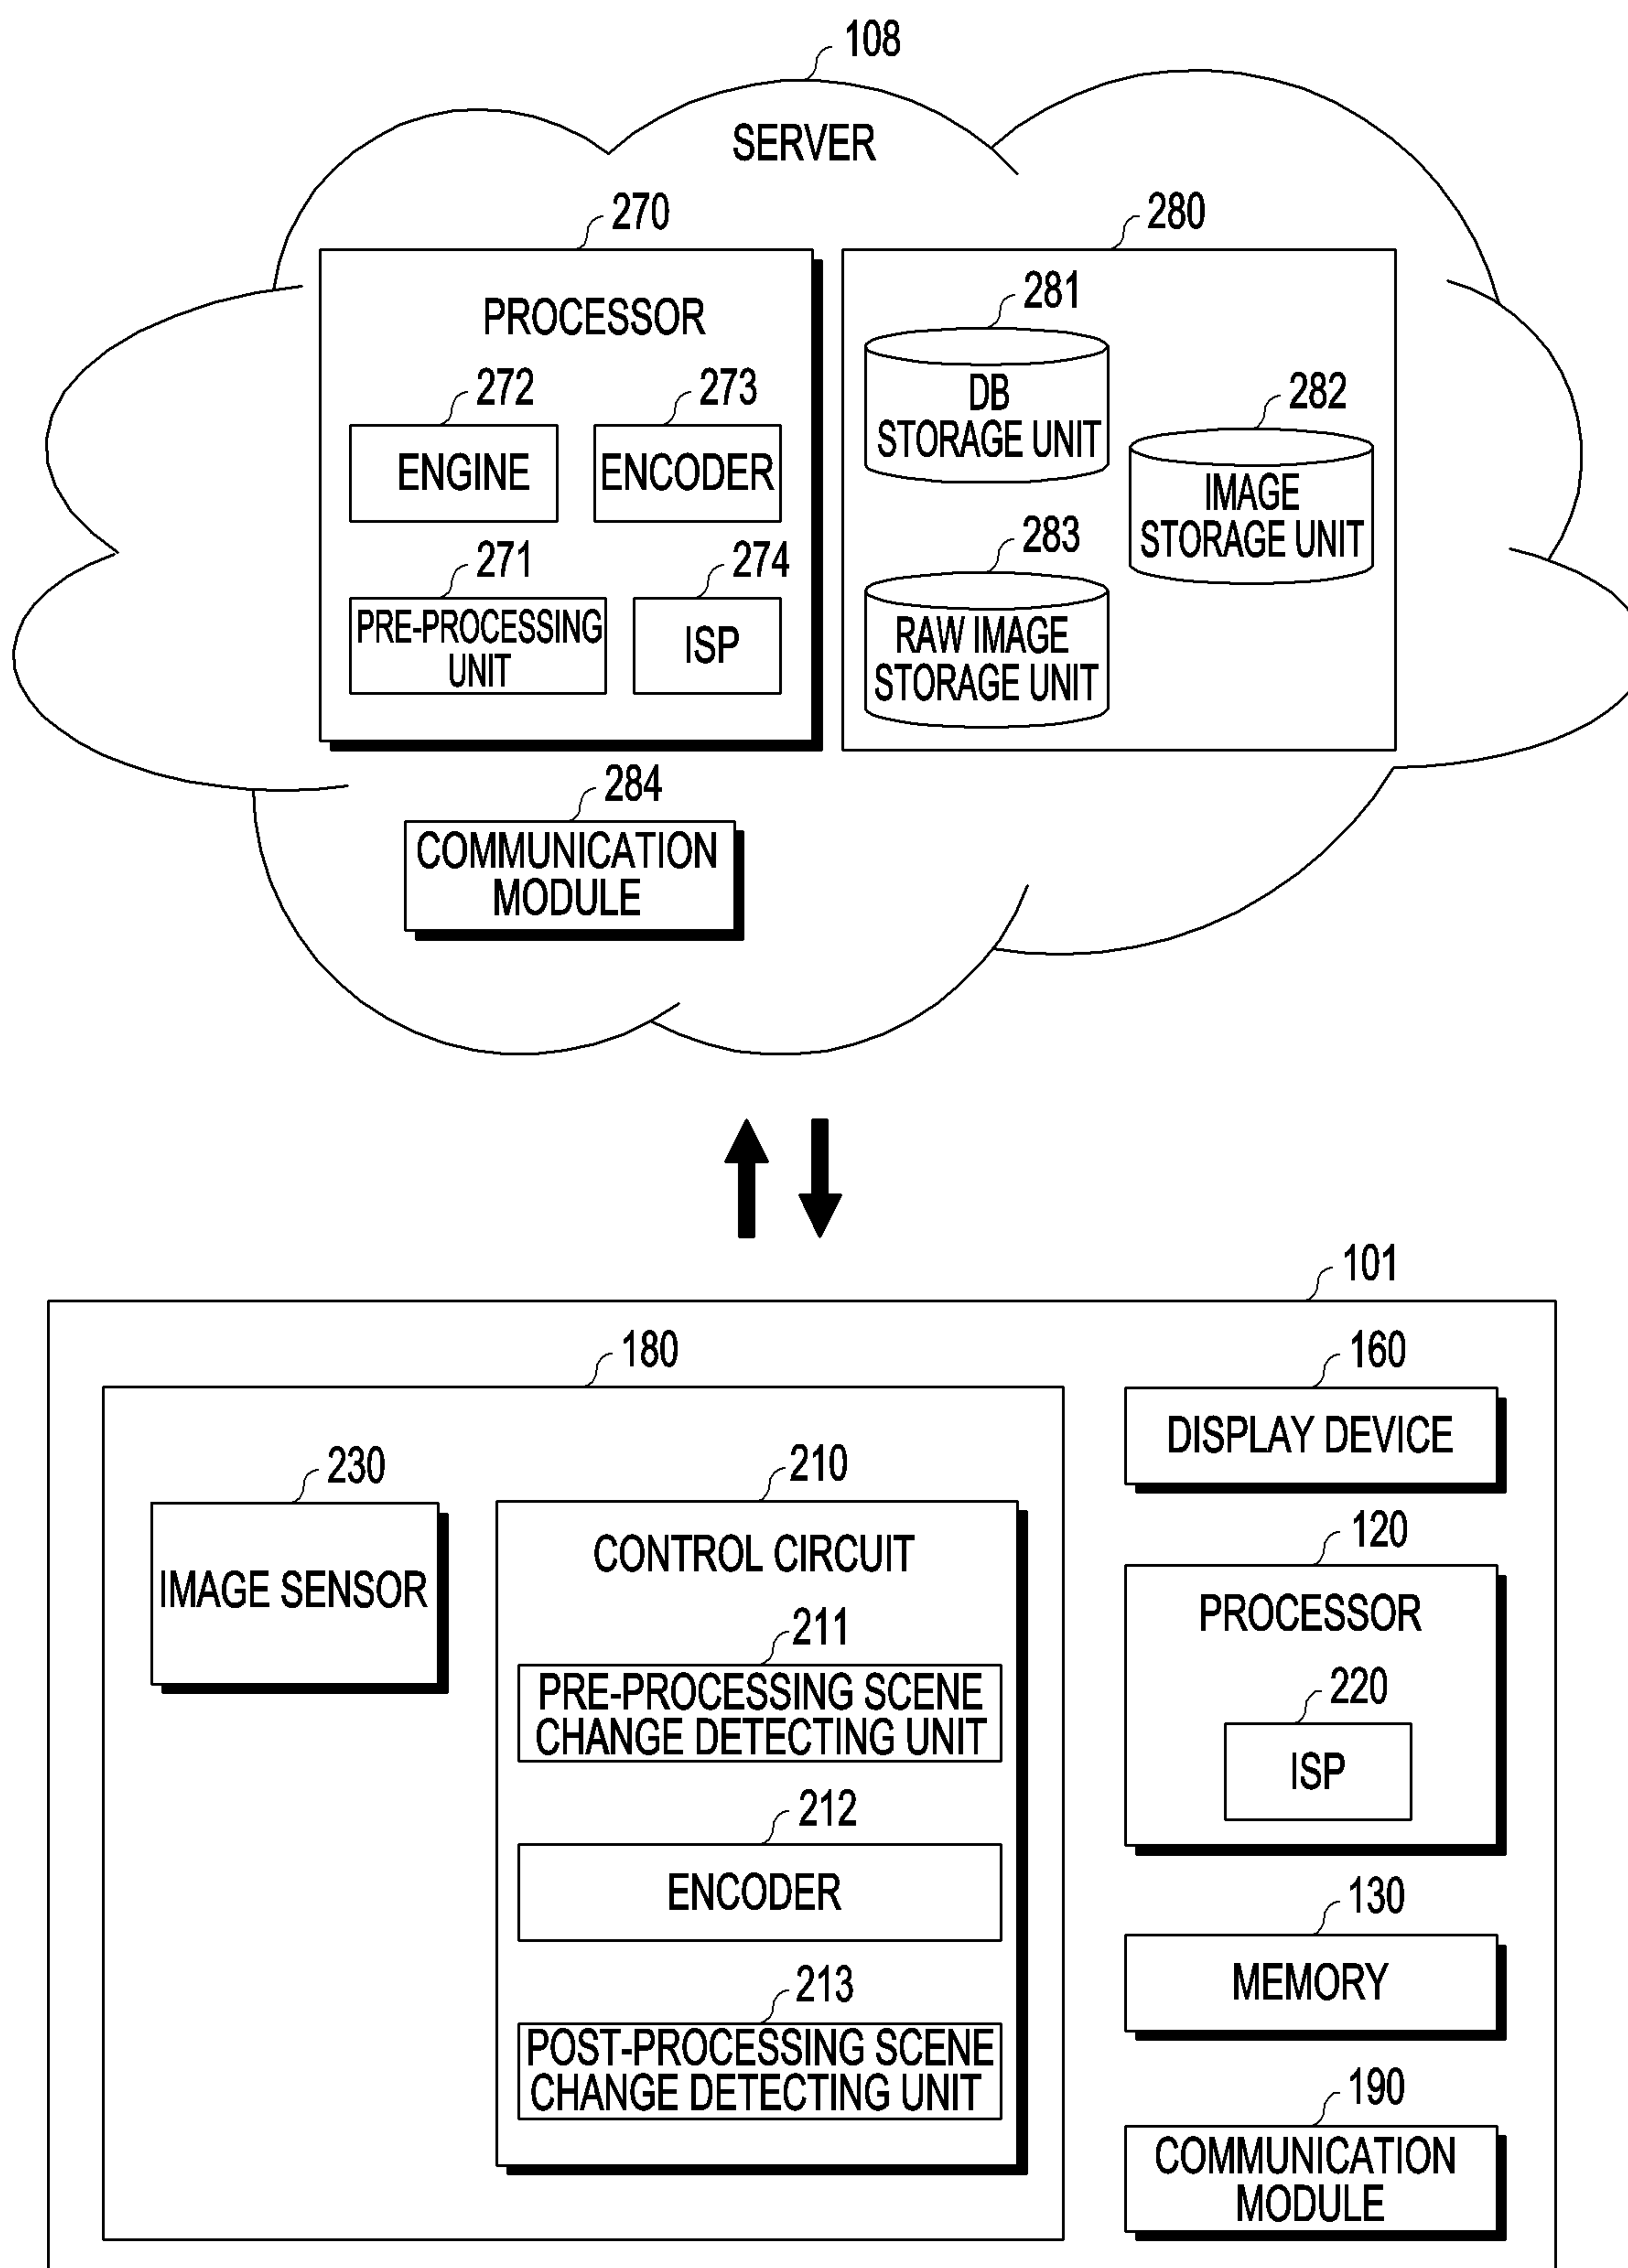 108
SERVER
270
PROCESSOR
272
ENGINE
273
ENCODER
271
PRE-PROCESSING
UNIT
274
ISP
280
281
DB
STORAGE UNIT
282
IMAGE
STORAGE UNIT
283
RAW IMAGE
STORAGE UNIT
284
COMMUNICATION
MODULE
101
180
230
IMAGE SENSOR
210
CONTROL CIRCUIT
211
PRE-PROCESSING SCENE
CHANGE DETECTING UNIT
212
ENCODER
213
POST-PROCESSING SCENE
CHANGE DETECTING UNIT
160
DISPLAY DEVICE
120
PROCESSOR
220
ISP
130
MEMORY
190
COMMUNICATION
MODULE